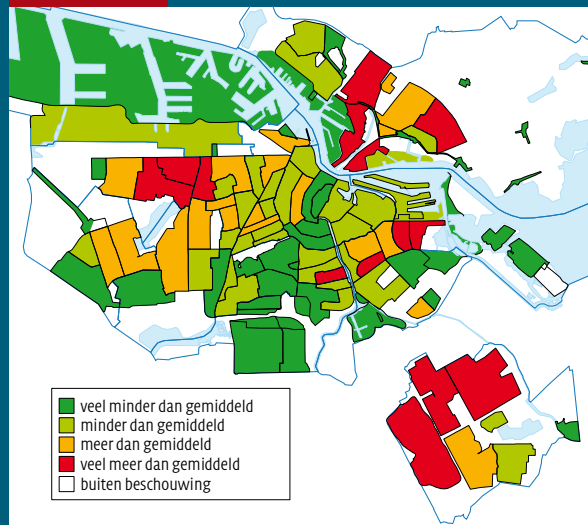 veel minder dan gemiddeld
minder dan gemiddeld
meer dan gemiddeld
veel meer dan gemiddeld
buiten beschouwing